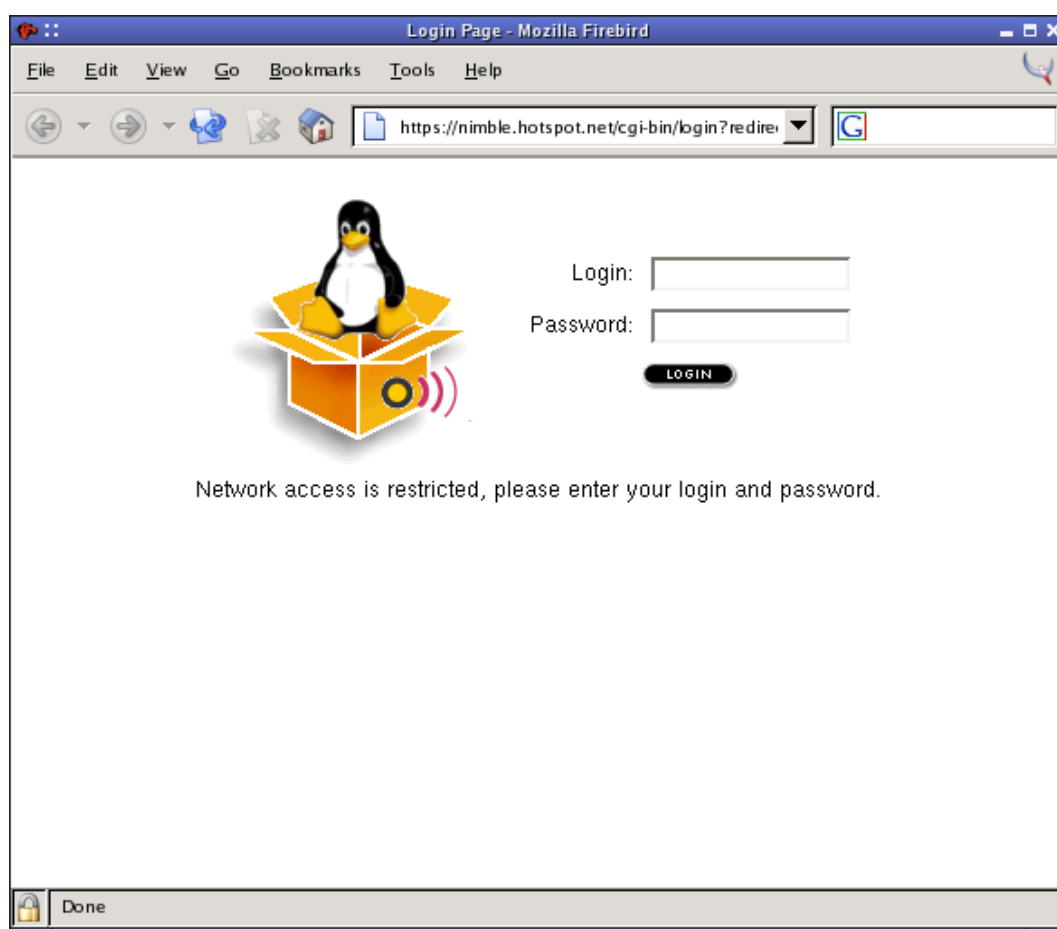 Login Page - Mozilla Firebird
File Edit View Go Bookmarks Tools Help
https://nimble.hotspot.net/cgi-bin/login?redire
G
Login:
Password:
LOGIN
Network access is restricted, please enter your login and password.
Done